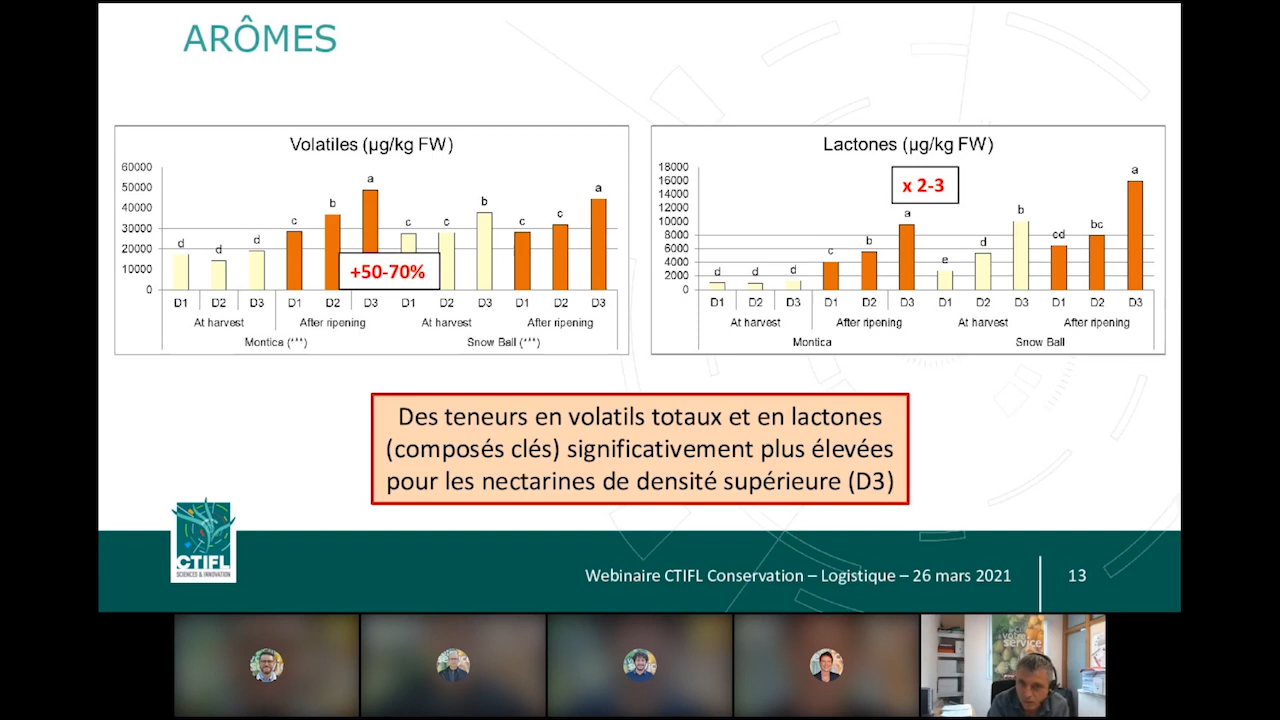 ARÔMES
Volatiles (µg/kg FW)
60000
50000
40000
30000
20000
10000
0
d d d c b a c c b c c a
+50-70%
D1 D2 D3 D1 D2 D3 D1 D2 D3 D1 D2 D3
At harvest After ripening At harvest After ripening
Montica (***) Snow Ball (***)
Lactones (µg/kg FW)
18000
16000
14000
12000
10000
8000
6000
4000
2000
0
x 2-3
d d d c b a e d b cd bc a
D1 D2 D3 D1 D2 D3 D1 D2 D3 D1 D2 D3
At harvest After ripening At harvest After ripening
Montica Snow Ball
Des teneurs en volatils totaux et en lactones
(composés clés) significativement plus élevées
pour les nectarines de densité supérieure (D3)
CTIFL
SCIENCES & INNOVATION
Webinaire CTIFL Conservation – Logistique – 26 mars 2021
13
votre
service